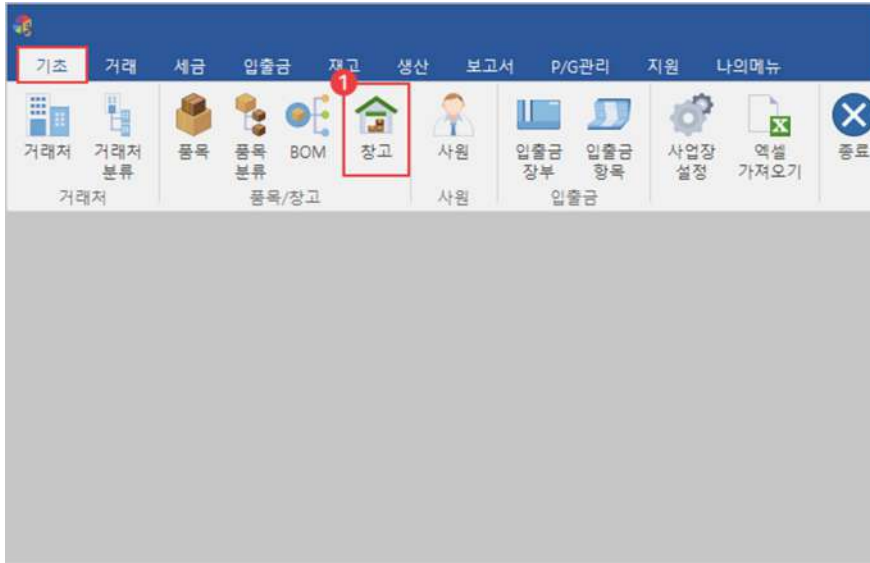 기초 거래 세금 입출금 재고 생산 보고서 P/G관리 지원 나의메뉴
1
거래처 거래처 분류 품목 품목 분류 BOM 창고 사원 입출금 장부 입출금 항목 사업장 설정 엑셀 가져오기 종료
거래처 품목/창고 사원 입출금